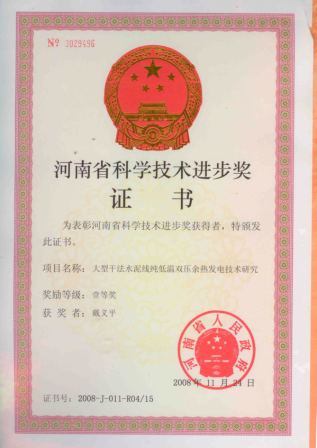 № 3029496
河南省科学技术进步奖
证书
为表彰河南省科学技术进步奖获得者，特颁发
此证书。
项目名称：大型干法水泥线纯低温双压余热发电技术研究
奖励等级：壹等奖
获奖者：戴义平
河南省人民政府
2008年11月24日
证书号：2008-J-011-R04/15